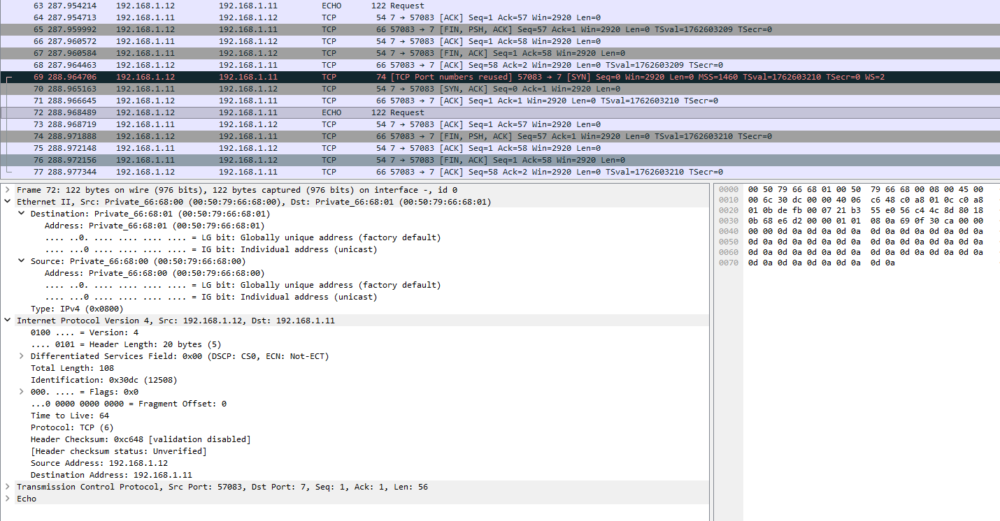 63 287.954214 192.168.1.12 192.168.1.11 ECHO 122 Request
64 287.954713 192.168.1.11 192.168.1.12 TCP 54 7 → 57083 [ACK] Seq=1 Ack=57 Win=2920 Len=0
65 287.959992 192.168.1.12 192.168.1.11 TCP 66 57083 → 7 [FIN, PSH, ACK] Seq=57 Ack=1 Win=2920 Len=0 TSval=1762603209 TSecr=0
66 287.960572 192.168.1.11 192.168.1.12 TCP 54 7 → 57083 [ACK] Seq=1 Ack=58 Win=2920 Len=0
67 287.960584 192.168.1.11 192.168.1.12 TCP 54 7 → 57083 [FIN, ACK] Seq=1 Ack=58 Win=2920 Len=0
68 287.964463 192.168.1.12 192.168.1.11 TCP 66 57083 → 7 [ACK] Seq=58 Ack=2 Win=2920 Len=0 TSval=1762603209 TSecr=0
69 288.964706 192.168.1.12 192.168.1.11 TCP 74 [TCP Port numbers reused] 57083 → 7 [SYN] Seq=0 Win=2920 Len=0 MSS=1460 TSval=1762603210 TSecr=0 WS=2
70 288.965163 192.168.1.11 192.168.1.12 TCP 54 7 → 57083 [SYN, ACK] Seq=0 Ack=1 Win=2920 Len=0
71 288.966645 192.168.1.12 192.168.1.11 TCP 66 57083 → 7 [ACK] Seq=1 Ack=1 Win=2920 Len=0 TSval=1762603210 TSecr=0
72 288.968489 192.168.1.12 192.168.1.11 ECHO 122 Request
73 288.968719 192.168.1.11 192.168.1.12 TCP 54 7 → 57083 [ACK] Seq=1 Ack=57 Win=2920 Len=0
74 288.971888 192.168.1.12 192.168.1.11 TCP 66 57083 → 7 [FIN, PSH, ACK] Seq=57 Ack=1 Win=2920 Len=0 TSval=1762603210 TSecr=0
75 288.972148 192.168.1.11 192.168.1.12 TCP 54 7 → 57083 [ACK] Seq=1 Ack=58 Win=2920 Len=0
76 288.972156 192.168.1.11 192.168.1.12 TCP 54 7 → 57083 [FIN, ACK] Seq=1 Ack=58 Win=2920 Len=0
77 288.977344 192.168.1.12 192.168.1.11 TCP 66 57083 → 7 [ACK] Seq=58 Ack=2 Win=2920 Len=0 TSval=1762603210 TSecr=0
Frame 72: 122 bytes on wire (976 bits), 122 bytes captured (976 bits) on interface -, id 0
Ethernet II, Src: Private_66:68:00 (00:50:79:66:68:00), Dst: Private_66:68:01 (00:50:79:66:68:01)
Destination: Private_66:68:01 (00:50:79:66:68:01)
Address: Private_66:68:01 (00:50:79:66:68:01)
.... ..0. .... .... .... .... = LG bit: Globally unique address (factory default)
.... ...0 .... .... .... .... = IG bit: Individual address (unicast)
Source: Private_66:68:00 (00:50:79:66:68:00)
Address: Private_66:68:00 (00:50:79:66:68:00)
.... ..0. .... .... .... .... = LG bit: Globally unique address (factory default)
.... ...0 .... .... .... .... = IG bit: Individual address (unicast)
Type: IPv4 (0x0800)
Internet Protocol Version 4, Src: 192.168.1.12, Dst: 192.168.1.11
0100 .... = Version: 4
.... 0101 = Header Length: 20 bytes (5)
Differentiated Services Field: 0x00 (DSCP: CS0, ECN: Not-ECT)
Total Length: 108
Identification: 0x30dc (12508)
000. .... = Flags: 0x0
...0 0000 0000 0000 = Fragment Offset: 0
Time to Live: 64
Protocol: TCP (6)
Header Checksum: 0xc648 [validation disabled]
[Header checksum status: Unverified]
Source Address: 192.168.1.12
Destination Address: 192.168.1.11
Transmission Control Protocol, Src Port: 57083, Dst Port: 7, Seq: 1, Ack: 1, Len: 56
Echo
0000 00 50 79 66 68 01 00 50 79 66 68 00 08 00 45 00
0010 00 6c 30 dc 00 00 40 06 c6 48 c0 a8 01 0c c0 a8
0020 01 0b de fb 00 07 21 b3 55 e0 56 c4 4c 8d 80 18
0030 0b 68 e6 d2 00 00 01 01 08 0a 69 0f 30 ca 00 00
0040 00 00 0d 0a 0d 0a 0d 0a 0d 0a 0d 0a 0d 0a 0d 0a
0050 0d 0a 0d 0a 0d 0a 0d 0a 0d 0a 0d 0a 0d 0a 0d 0a
0060 0d 0a 0d 0a 0d 0a 0d 0a 0d 0a 0d 0a 0d 0a 0d 0a
0070 0d 0a 0d 0a 0d 0a 0d 0a 0d 0a